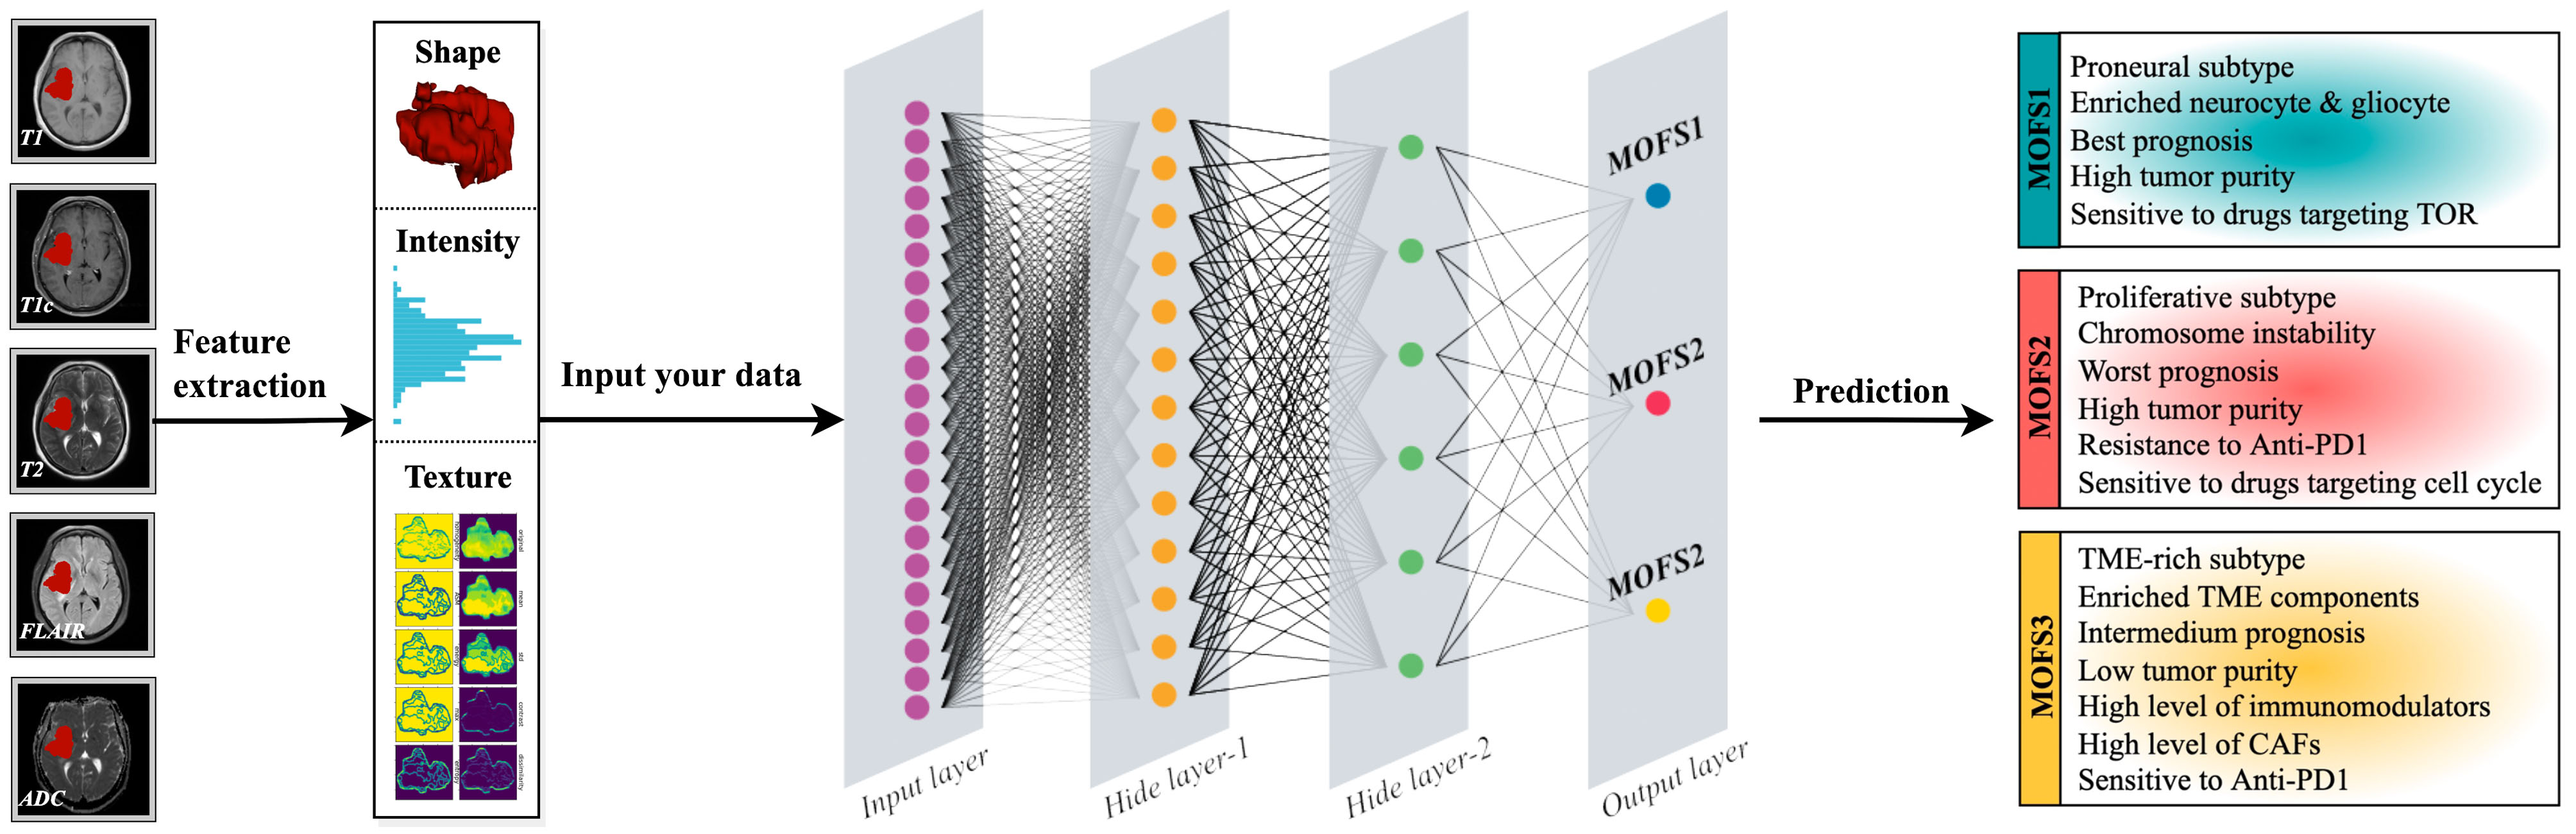 T1
T1c
T2
FLAIR
ADC
Feature
extraction
Shape
Intensity
Texture
homogeneity
original
ASM
mean
energy
std
max
contrast
entropy
dissimilarity
Input your data
Input layer
Hide layer-1
Hide layer-2
Output layer
MOFS1
MOFS2
MOFS2
Prediction
MOFS1
Proneural subtype
Enriched neurocyte & gliocyte
Best prognosis
High tumor purity
Sensitive to drugs targeting TOR
MOFS2
Proliferative subtype
Chromosome instability
Worst prognosis
High tumor purity
Resistance to Anti-PD1
Sensitive to drugs targeting cell cycle
MOFS3
TME-rich subtype
Enriched TME components
Intermedium prognosis
Low tumor purity
High level of immunomodulators
High level of CAFs
Sensitive to Anti-PD1